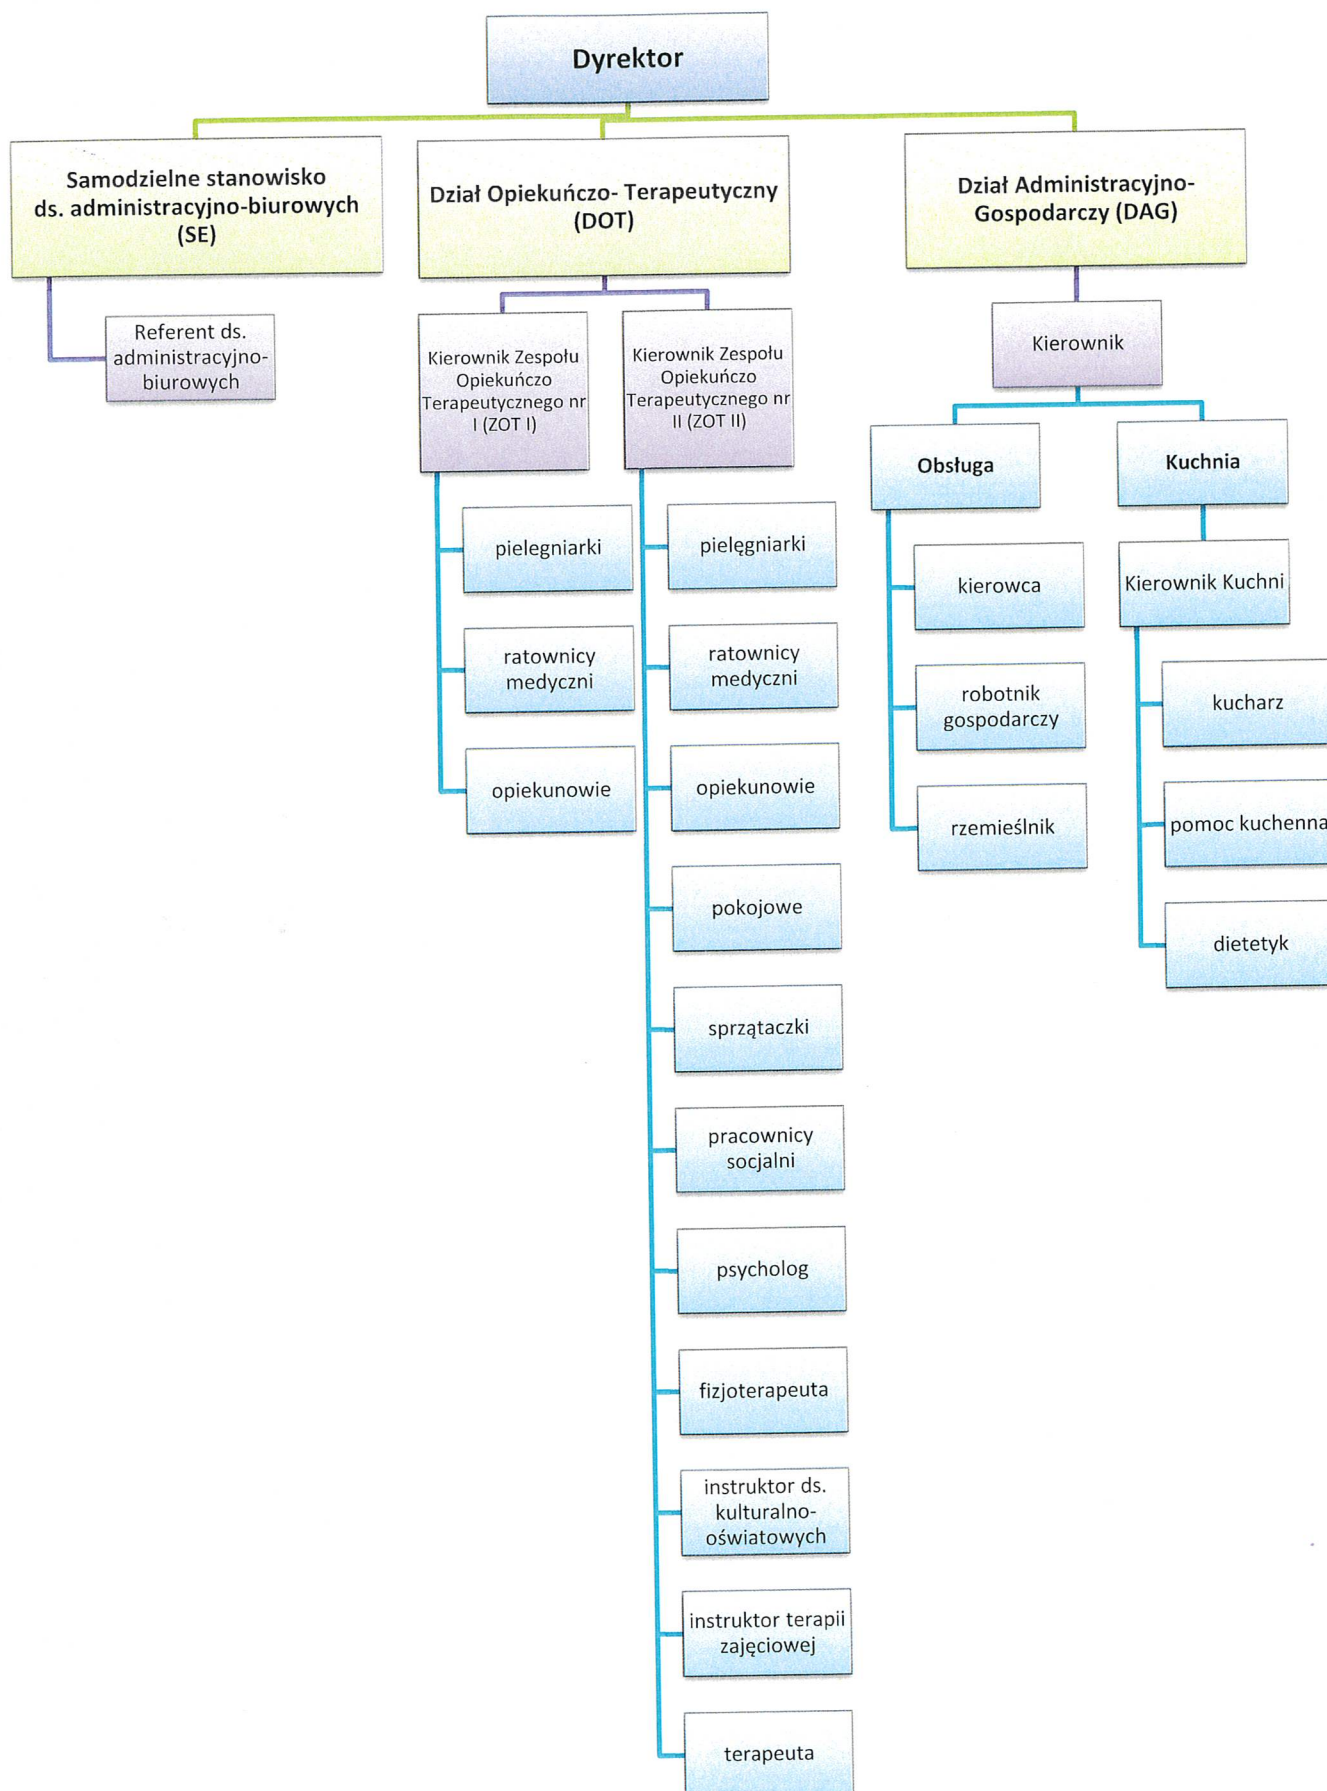 Dyrektor
Samodzielne stanowisko
ds. administracyjno-biurowych
(SE)
Referent ds.
administracyjno-
biurowych
Dział Opiekuńczo- Terapeutyczny
(DOT)
Kierownik Zespołu
Opiekuńczo
Terapeutycznego nr
I (ZOT I)
pielegniarki
ratownicy
medyczni
opiekunowie
Kierownik Zespołu
Opiekuńczo
Terapeutycznego nr
II (ZOT II)
pielęgniarki
ratownicy
medyczni
opiekunowie
pokojowe
sprzątaczki
pracownicy
socjalni
psycholog
fizjoterapeuta
instruktor ds.
kulturalno-
oświatowych
instruktor terapii
zajęciowej
terapeuta
Dział Administracyjno-
Gospodarczy (DAG)
Kierownik
Obsługa
kierowca
robotnik
gospodarczy
rzemieślnik
Kuchnia
Kierownik Kuchni
kucharz
pomoc kuchenna
dietetyk